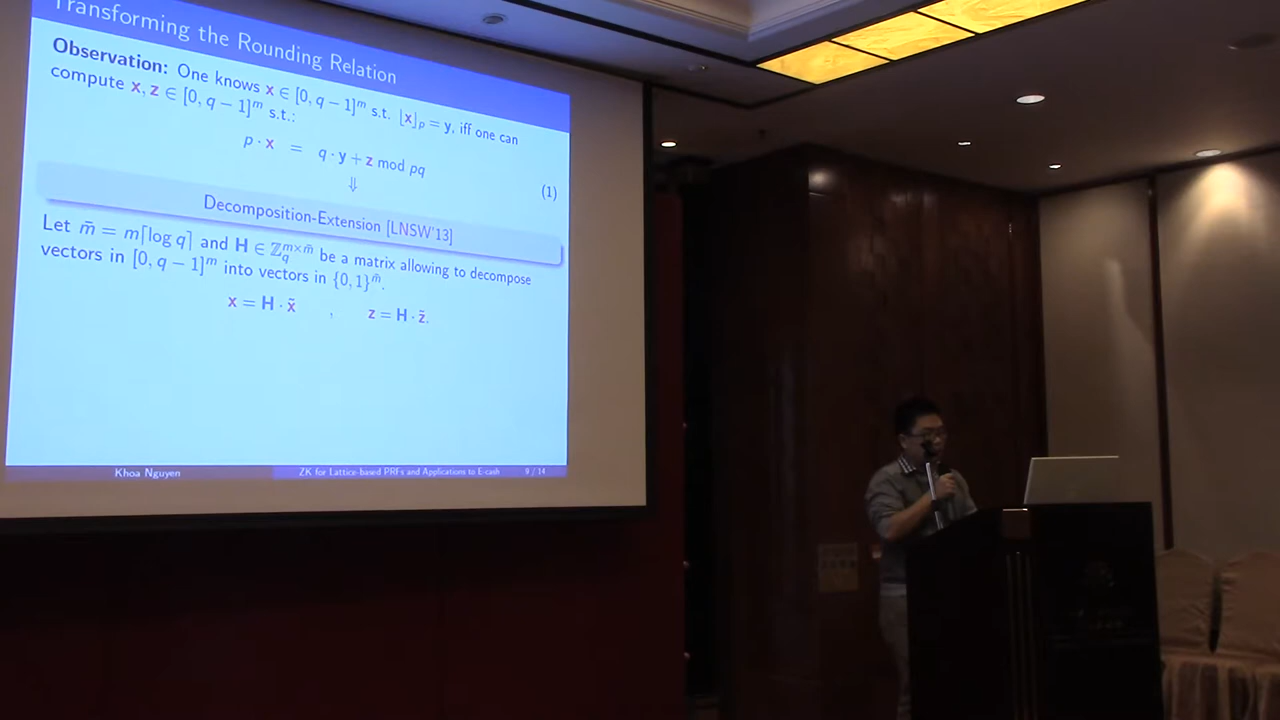 Transforming the Rounding Relation
Observation: One knows x ∈ [0, q − 1]^m s.t. ⌊x⌋_p = y, iff one can
compute x, z ∈ [0, q − 1]^m s.t.:
p · x = q · y + z mod pq
(1)
⇓
Decomposition-Extension [LNSW'13]
Let m̄ = m⌈log q⌉ and H ∈ ℤ_q^{m×m̄} be a matrix allowing to decompose
vectors in [0, q − 1]^m into vectors in {0, 1}^m̄.
x = H · x̃ , z = H · z̃.
Khoa Nguyen ZK for Lattice-based PRFs and Applications to E-cash 9 / 14